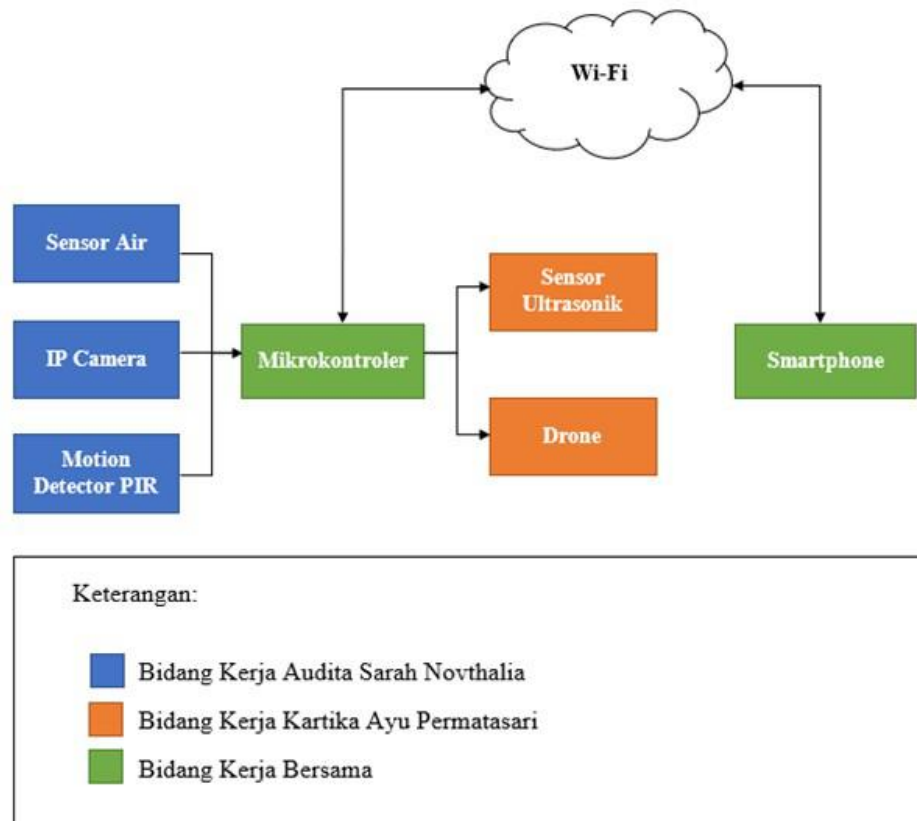 Wi-Fi
Sensor Air
IP Camera
Motion
Detector PIR
Mikrokontroler
Sensor
Ultrasonik
Drone
Smartphone
Keterangan:
Bidang Kerja Audita Sarah Novthalia
Bidang Kerja Kartika Ayu Permatasari
Bidang Kerja Bersama